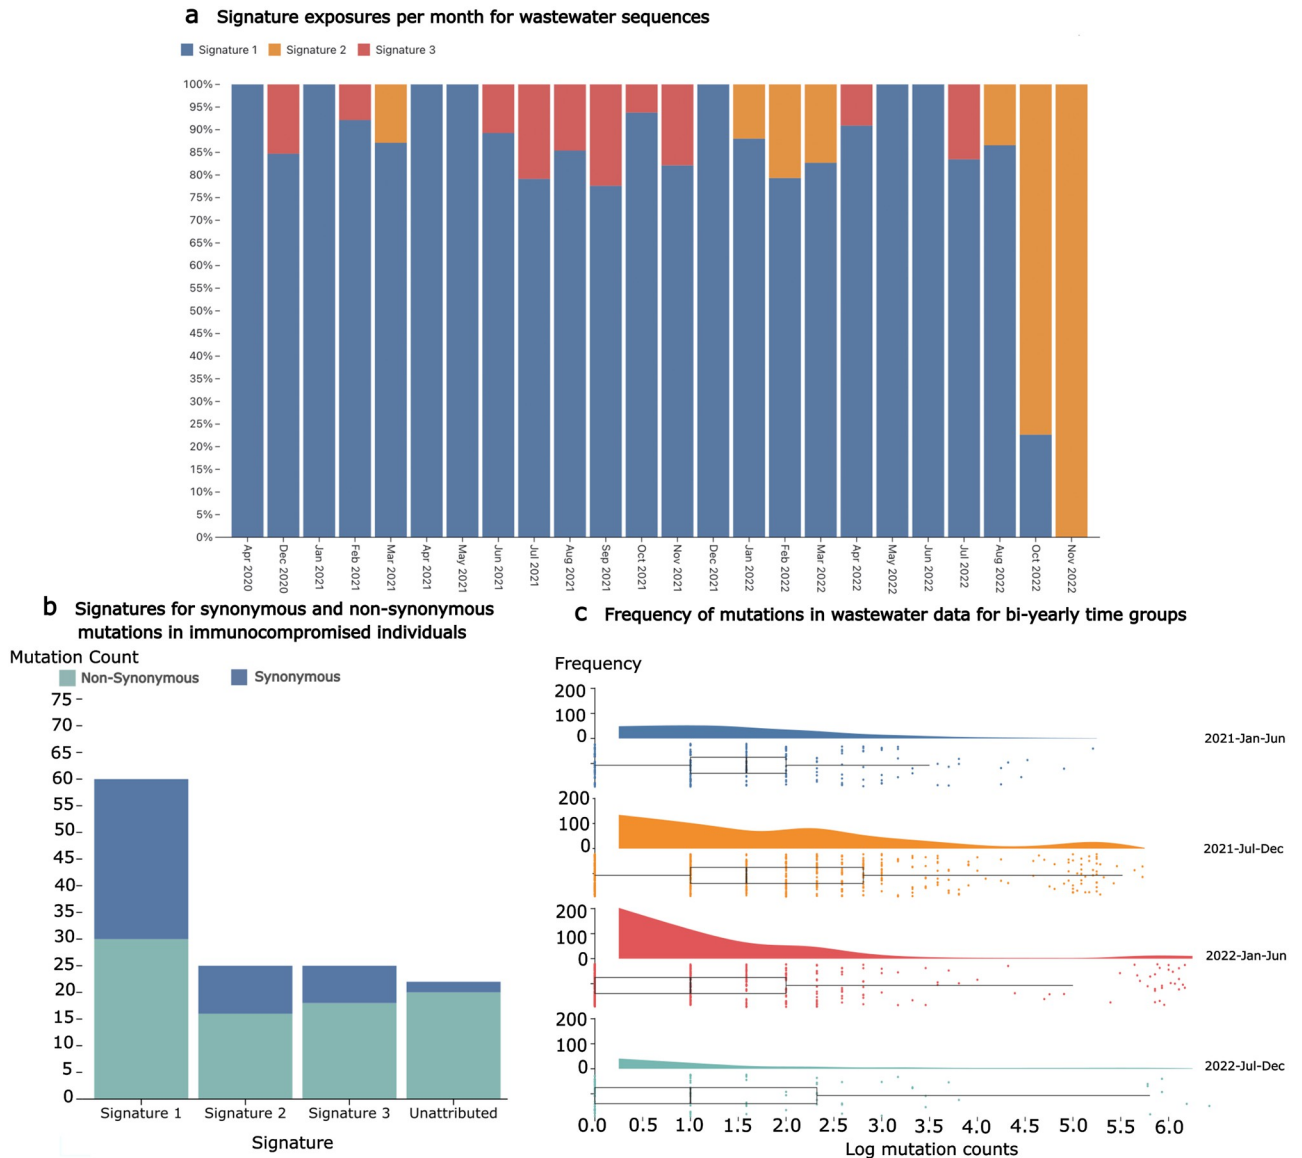 a Signature exposures per month for wastewater sequences
Signature 1 Signature 2 Signature 3
100%
95%
90%
85%
80%
75%
70%
65%
60%
55%
50%
45%
40%
35%
30%
25%
20%
15%
10%
5%
0%
Apr 2020
Dec 2020
Jan 2021
Feb 2021
Mar 2021
Apr 2021
May 2021
Jun 2021
Jul 2021
Aug 2021
Sep 2021
Oct 2021
Nov 2021
Dec 2021
Jan 2022
Feb 2022
Mar 2022
Apr 2022
May 2022
Jun 2022
Jul 2022
Aug 2022
Oct 2022
Nov 2022
b Signatures for synonymous and non-synonymous
mutations in immunocompromised individuals
Mutation Count
Non-Synonymous Synonymous
75
70
65
60
55
50
45
40
35
30
25
20
15
10
5
0
Signature 1 Signature 2 Signature 3 Unattributed
Signature
c Frequency of mutations in wastewater data for bi-yearly time groups
Frequency
200
100
0
2021-Jan-Jun
200
100
0
2021-Jul-Dec
200
100
0
2022-Jan-Jun
200
100
0
2022-Jul-Dec
0.0 0.5 1.0 1.5 2.0 2.5 3.0 3.5 4.0 4.5 5.0 5.5 6.0
Log mutation counts